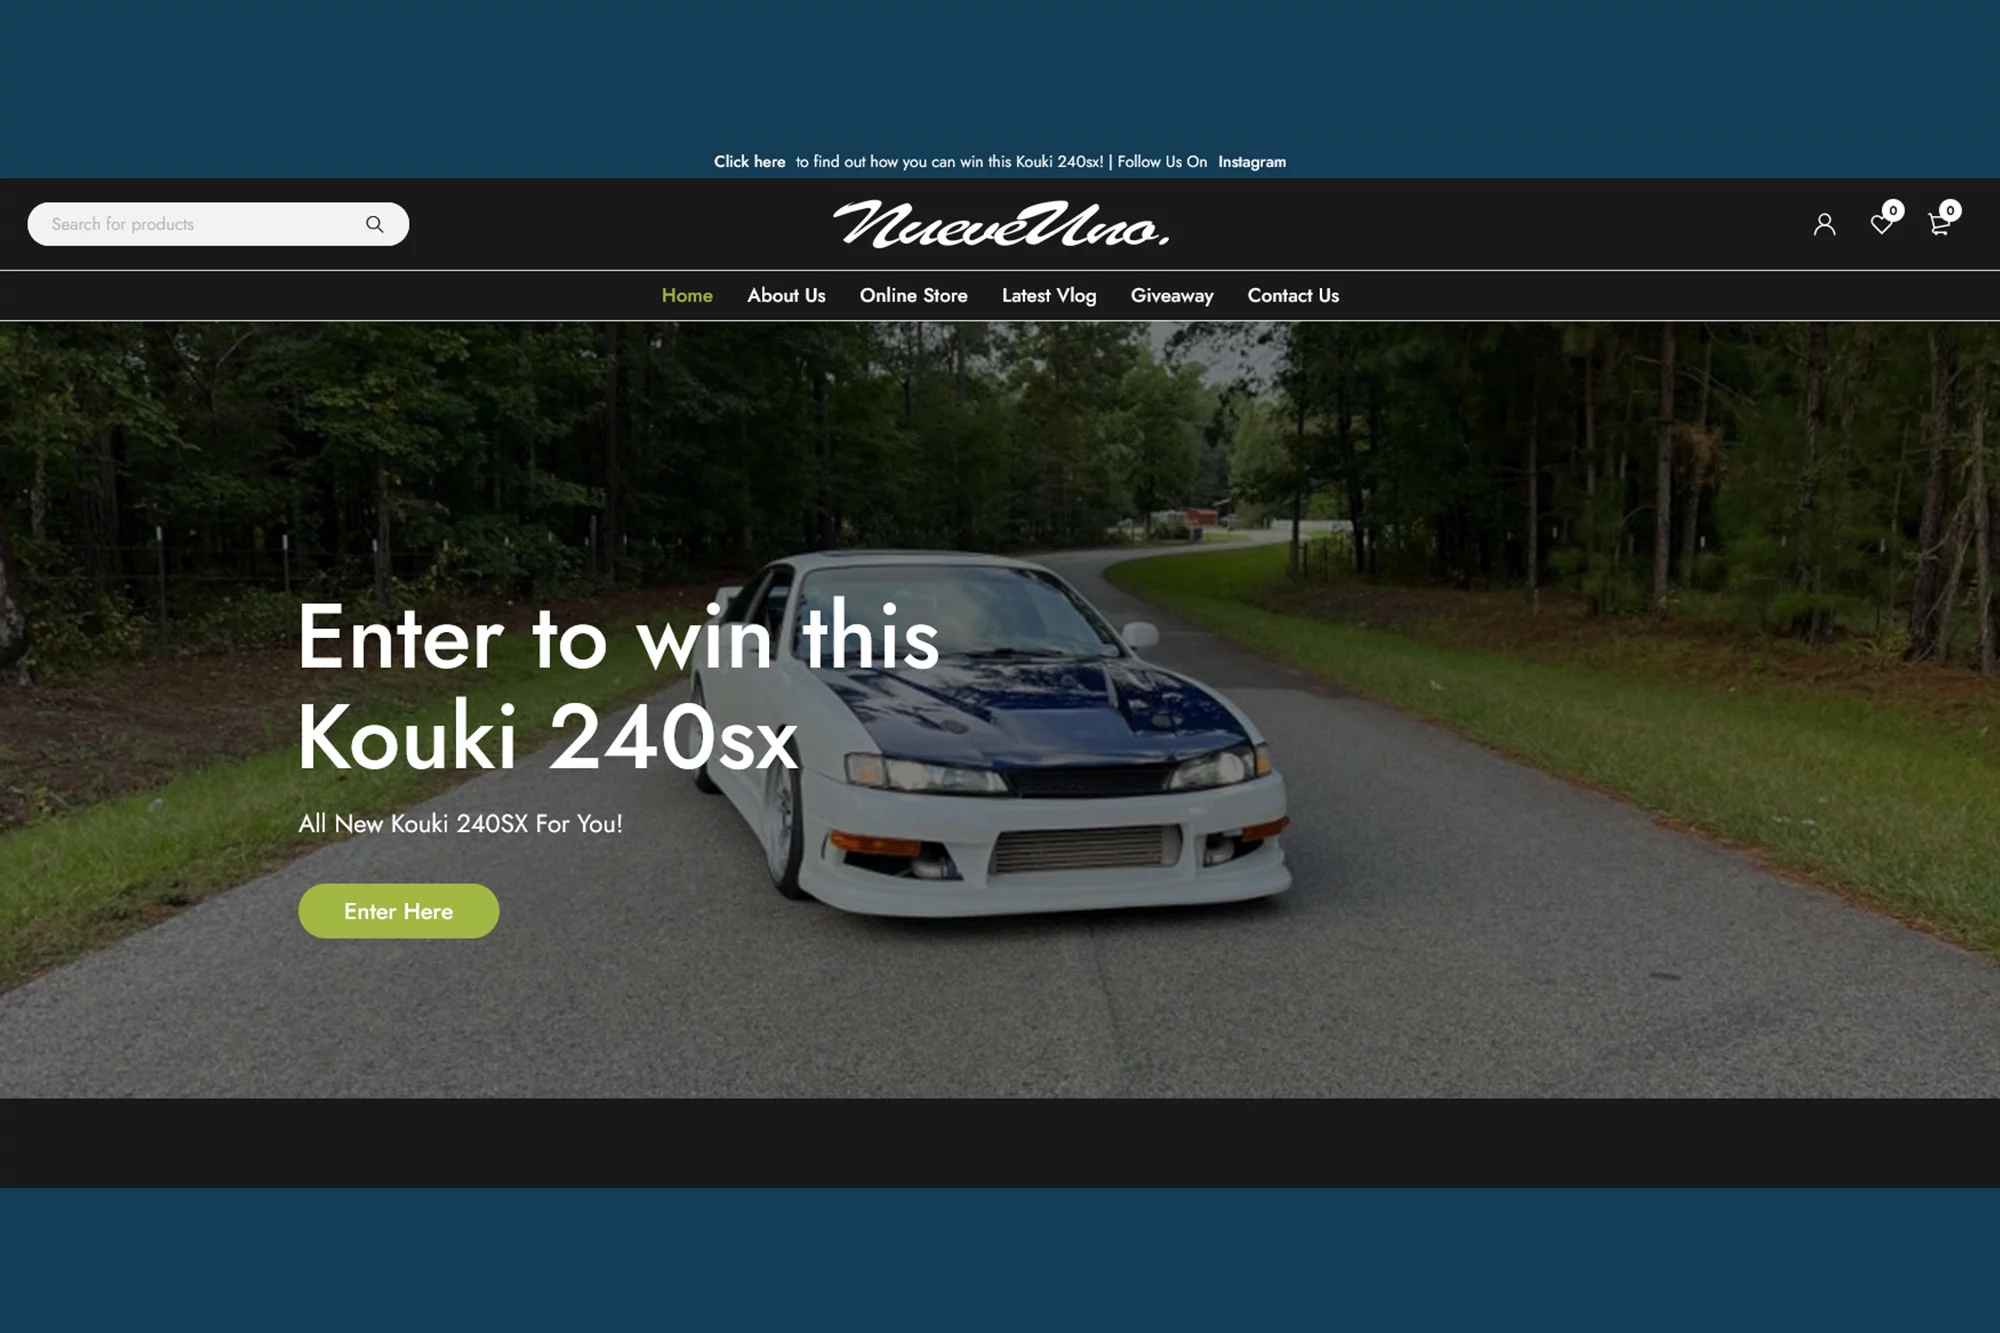 Click here to find out how you can win this Kouki 240sx! | Follow Us On Instagram
Search for products
NueveUno.
0
0
Home About Us Online Store Latest Vlog Giveaway Contact Us
Enter to win this
Kouki 240sx
All New Kouki 240SX For You!
Enter Here